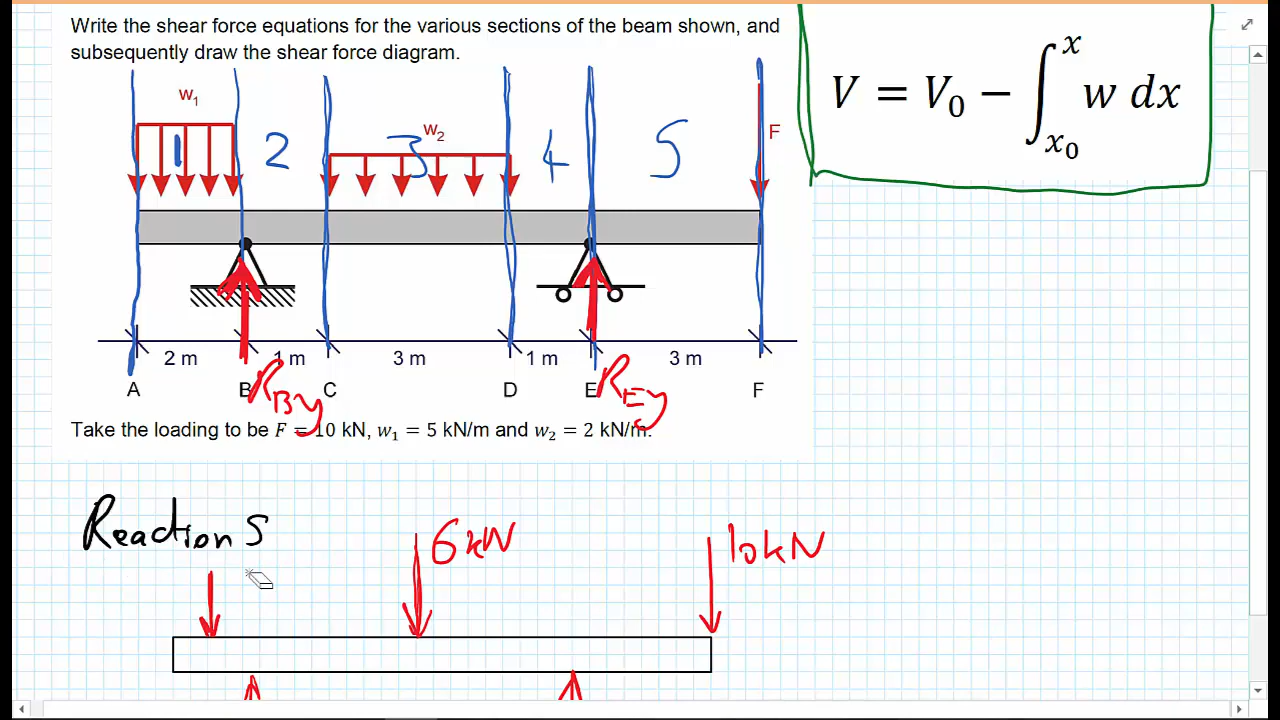 Write the shear force equations for the various sections of the beam shown, and
subsequently draw the shear force diagram.
V = V₀ − ∫ₓ₀ˣ w dx
w₁
w₂
F
1 2 3 4 5
2 m 1 m 3 m 1 m 3 m
A B C D E F
R_By R_Ey
Take the loading to be F = 10 kN, w₁ = 5 kN/m and w₂ = 2 kN/m.
Reactions
6kN
10kN